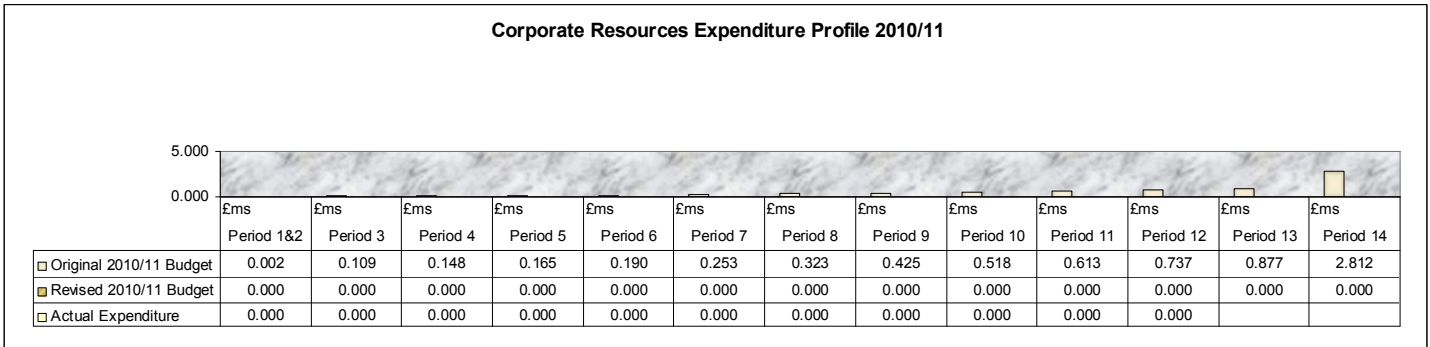 Corporate Resources Expenditure Profile 2010/11
5.000
0.000
£ms £ms £ms £ms £ms £ms £ms £ms £ms £ms £ms £ms £ms
Period 1&2 Period 3 Period 4 Period 5 Period 6 Period 7 Period 8 Period 9 Period 10 Period 11 Period 12 Period 13 Period 14
Original 2010/11 Budget 0.002 0.109 0.148 0.165 0.190 0.253 0.323 0.425 0.518 0.613 0.737 0.877 2.812
Revised 2010/11 Budget 0.000 0.000 0.000 0.000 0.000 0.000 0.000 0.000 0.000 0.000 0.000 0.000 0.000
Actual Expenditure 0.000 0.000 0.000 0.000 0.000 0.000 0.000 0.000 0.000 0.000 0.000